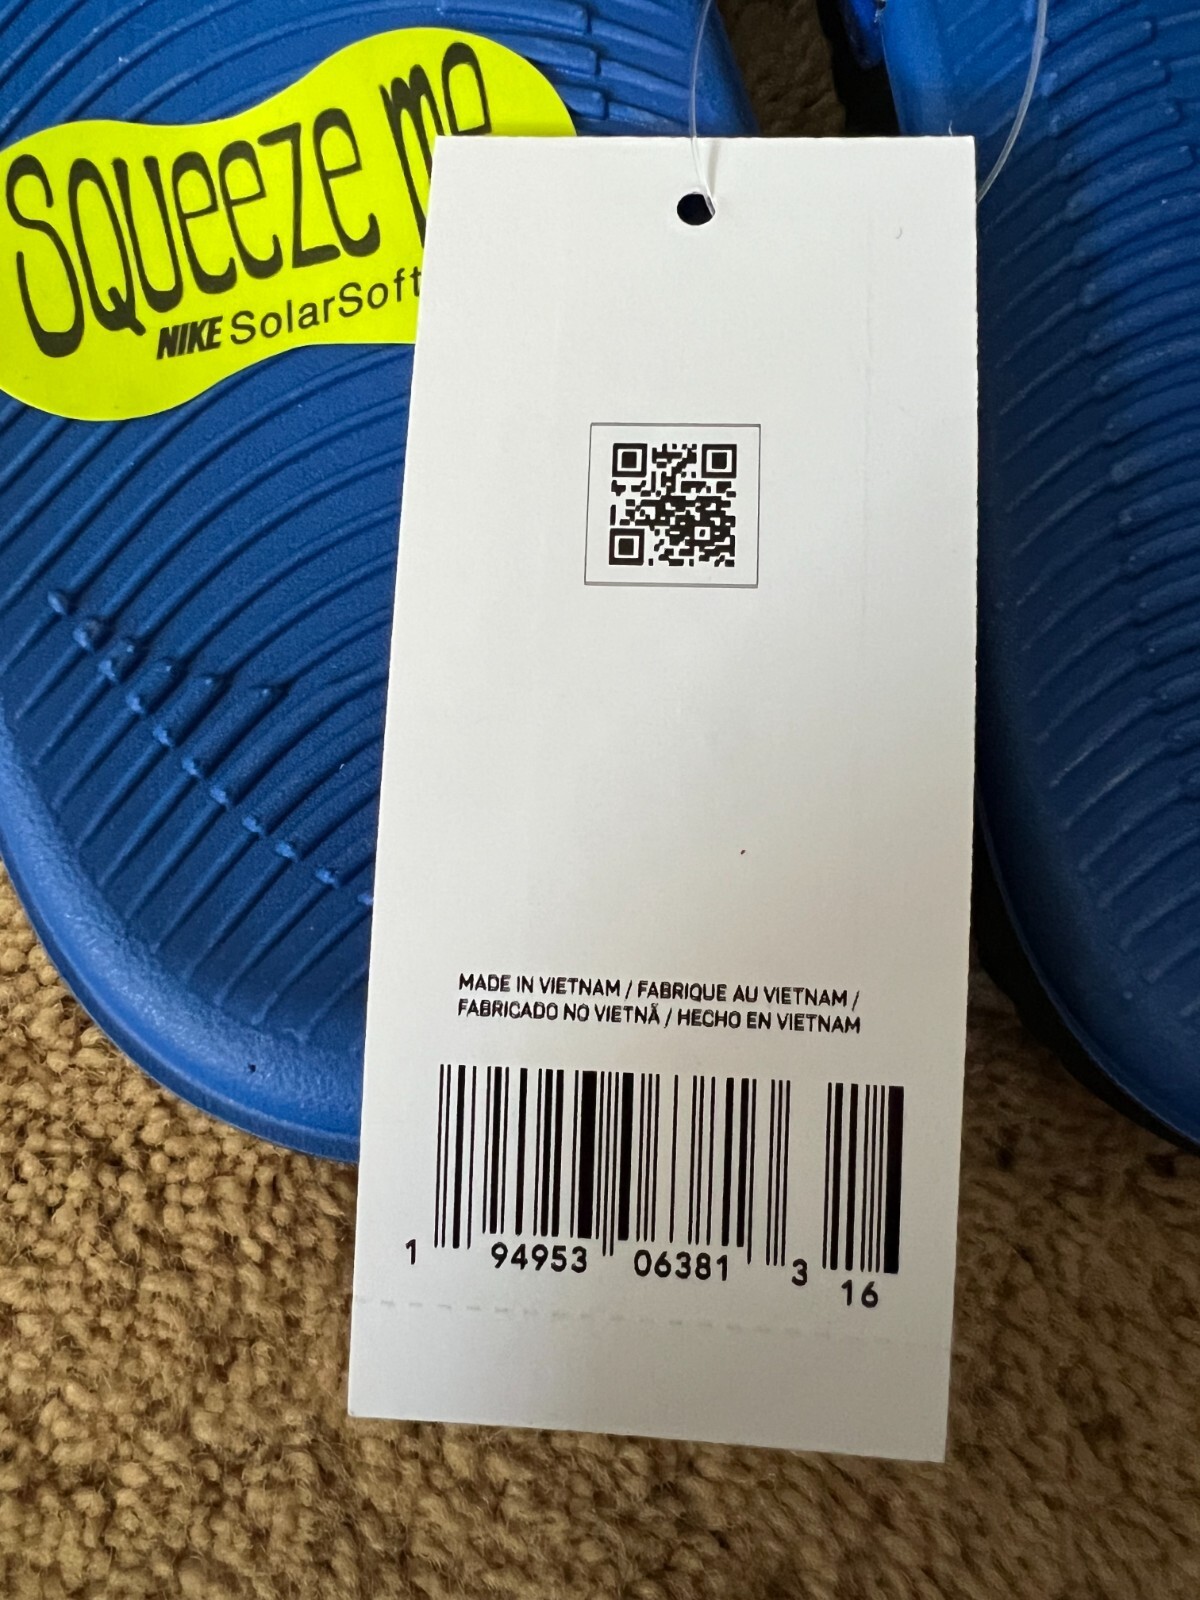 Squeeze me
NIKE SolarSoft
MADE IN VIETNAM / FABRIQUE AU VIETNAM /
FABRICADO NO VIETNÃ / HECHO EN VIETNAM
1 94953 06381 3 16